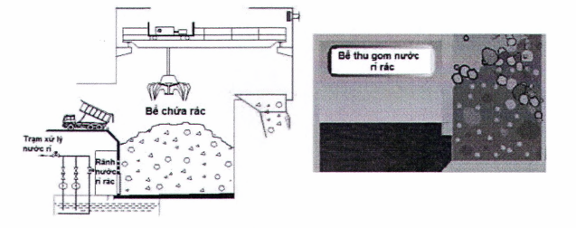 Bể chứa rác
Trạm xử lý
nước rỉ
Rãnh
nước
rỉ rác
Bể thu gom nước
rỉ rác